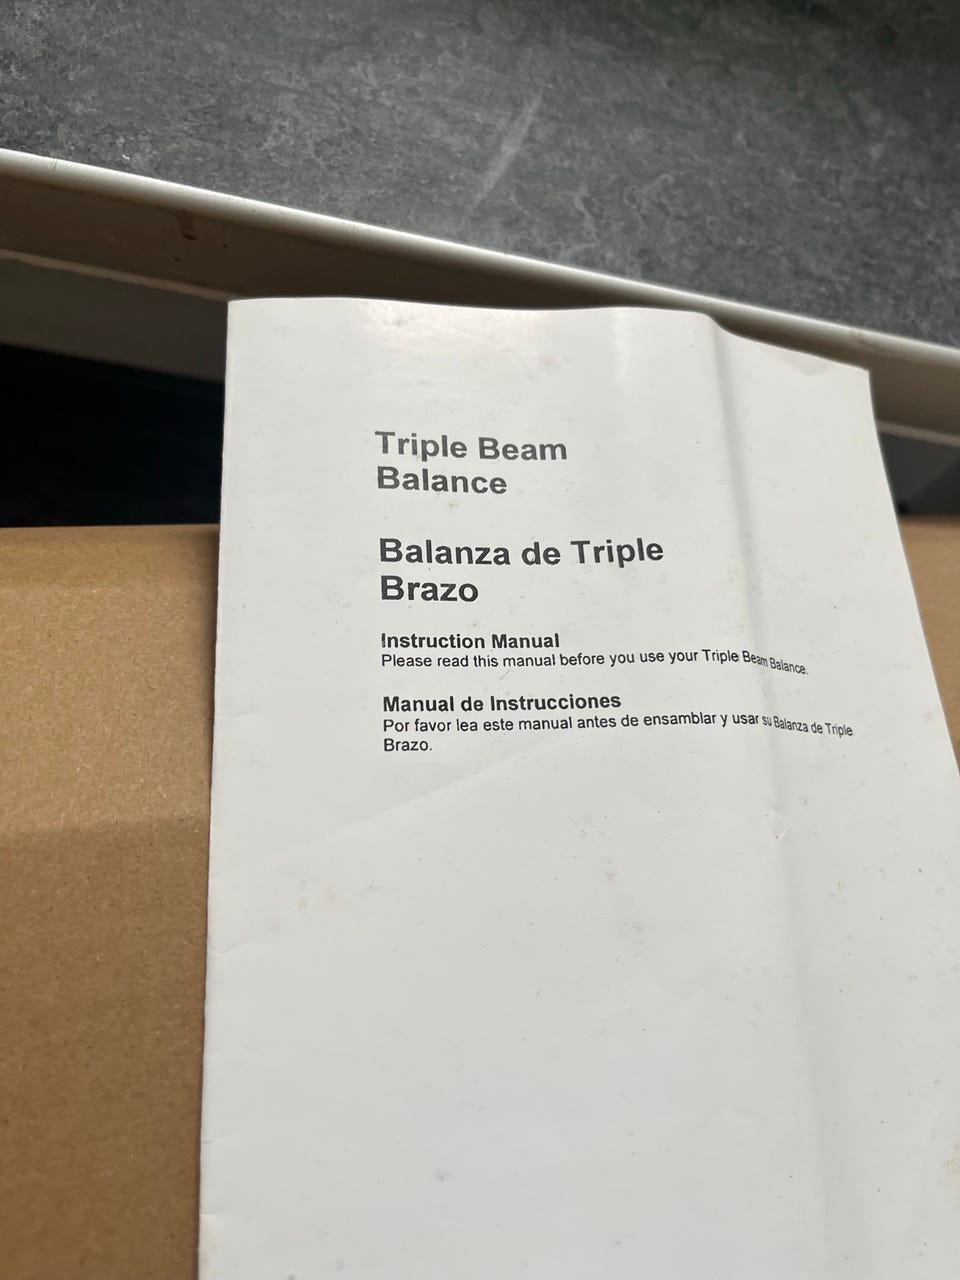 Triple Beam
Balance
Balanza de Triple
Brazo
Instruction Manual
Please read this manual before you use your Triple Beam Balance.
Manual de Instrucciones
Por favor lea este manual antes de ensamblar y usar su Balanza de Triple
Brazo.